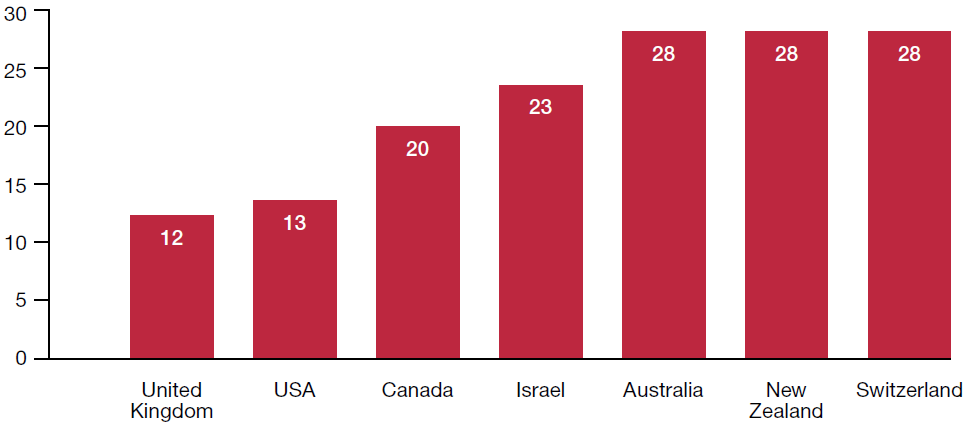 30
25
20
15
10
5
0
12
13
20
23
28
28
28
United
Kingdom
USA
Canada
Israel
Australia
New
Zealand
Switzerland